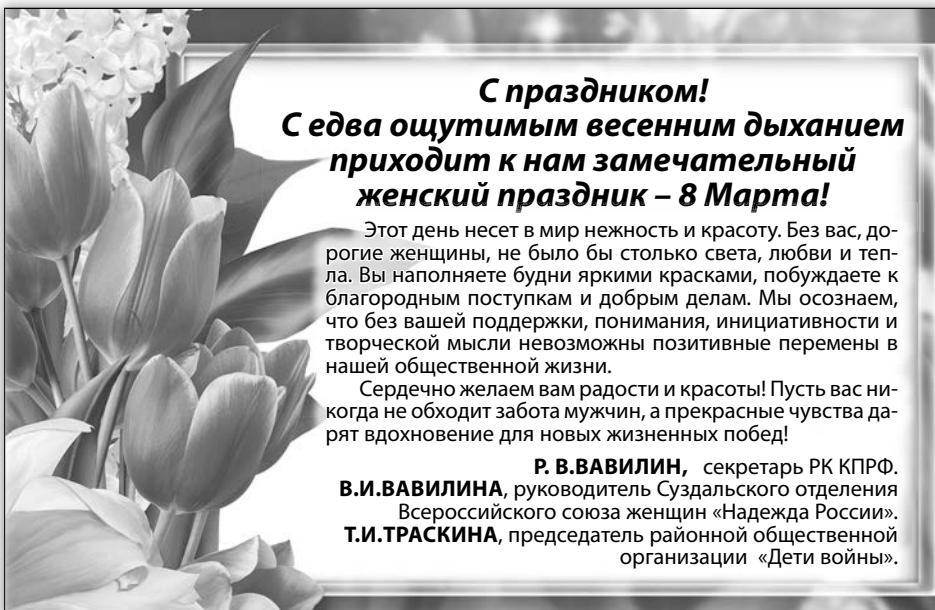 С праздником!
С едва ощутимым весенним дыханием
приходит к нам замечательный
женский праздник – 8 Марта!
Этот день несет в мир нежность и красоту. Без вас, до-
рогие женщины, не было бы столько света, любви и теп-
ла. Вы наполняете будни яркими красками, побуждаете к
благородным поступкам и добрым делам. Мы осознаем,
что без вашей поддержки, понимания, инициативности и
творческой мысли невозможны позитивные перемены в
нашей общественной жизни.
Сердечно желаем вам радости и красоты! Пусть вас ни-
когда не обходит забота мужчин, а прекрасные чувства да-
рят вдохновение для новых жизненных побед!
Р. В.ВАВИЛИН, секретарь РК КПРФ.
В.И.ВАВИЛИНА, руководитель Суздальского отделения
Всероссийского союза женщин «Надежда России».
Т.И.ТРАСКИНА, председатель районной общественной
организации «Дети войны».